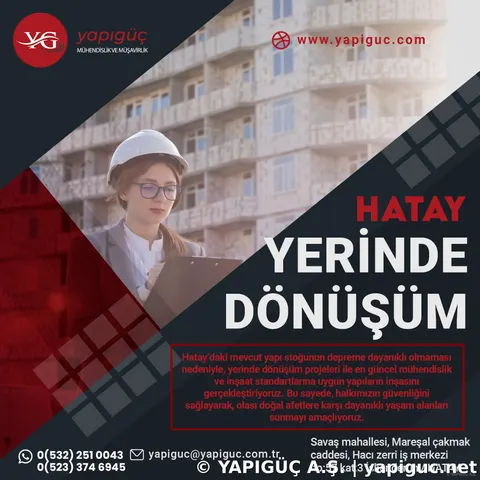 yapıgüç
MÜHENDİSLİK VE MÜŞAVİRLİK
www.yapiguc.com
HATAY
YERİNDE
DÖNÜŞÜM
Hatay'daki mevcut yapı stoğunun depreme dayanıklı olmaması
nedeniyle, yerinde dönüşüm projeleri ile en güncel mühendislik
ve inşaat standartlarına uygun yapıların inşasını
gerçekleştiriyoruz. Bu sayede, halkımızın güvenliğini
sağlayarak, olası doğal afetlere karşı dayanıklı yaşam alanları
sunmayı amaçlıyoruz.
0(532) 251 0043
0(523) 374 6945
yapiguc@yapiguc.com.tr
Savaş mahallesi, Mareşal çakmak
caddesi, Hacı zerri iş merkezi
© YAPIGÜÇ A.Ş. | yapiguc.net